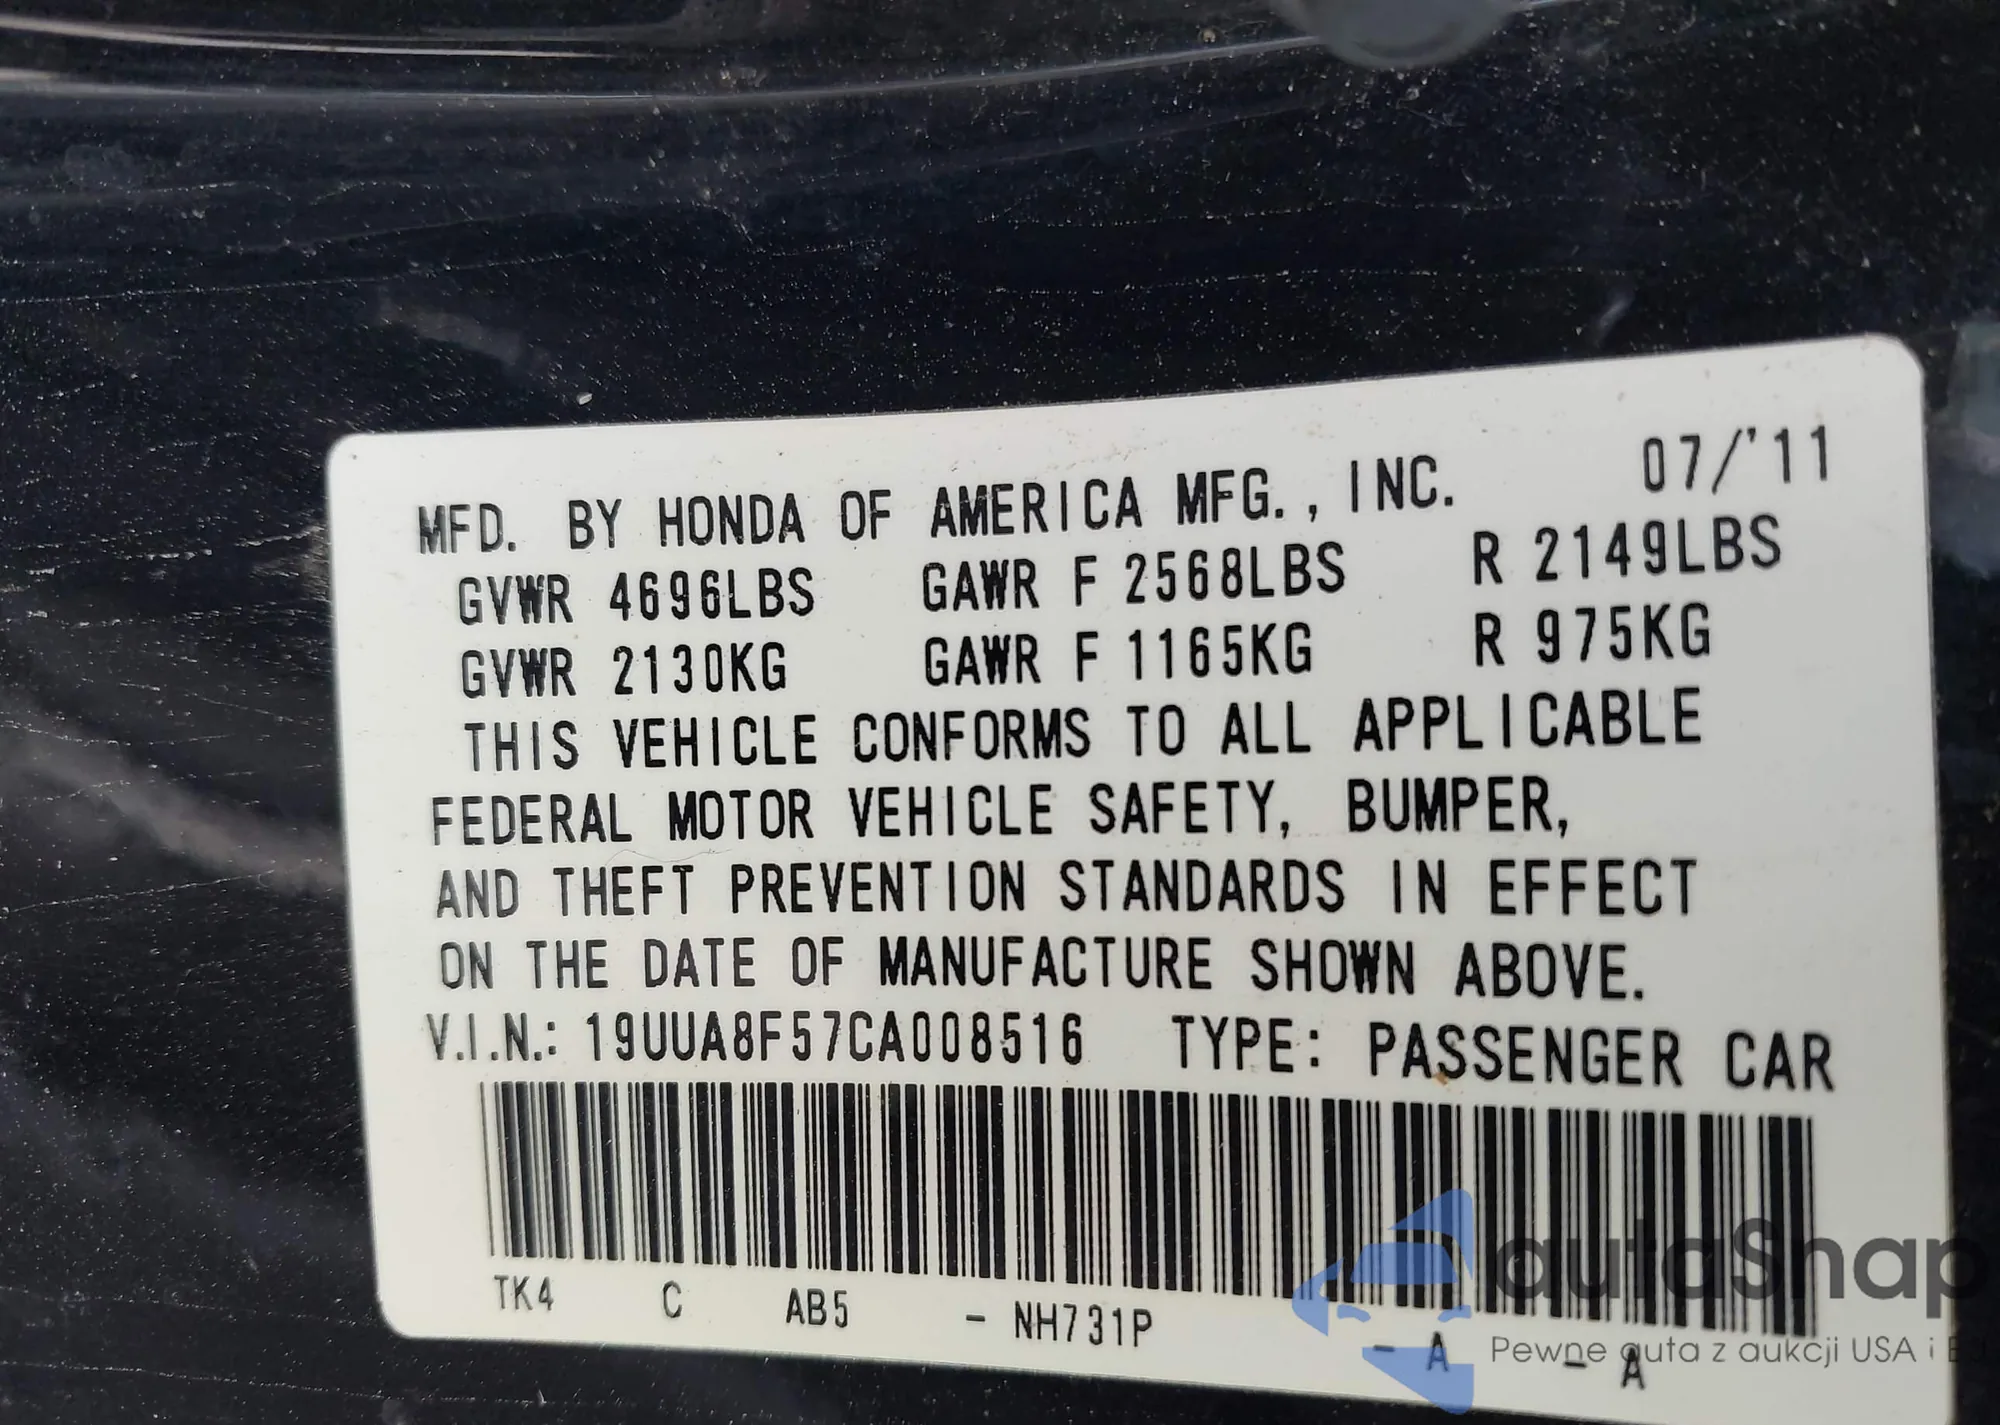 MFD. BY HONDA OF AMERICA MFG., INC. 07/'11
GVWR 4696LBS GAWR F 2568LBS R 2149LBS
GVWR 2130KG GAWR F 1165KG R 975KG
THIS VEHICLE CONFORMS TO ALL APPLICABLE
FEDERAL MOTOR VEHICLE SAFETY, BUMPER,
AND THEFT PREVENTION STANDARDS IN EFFECT
ON THE DATE OF MANUFACTURE SHOWN ABOVE.
V.I.N.: 19UUA8F57CA008516 TYPE: PASSENGER CAR
TK4 C AB5 - NH731P - A - A
autaSnap
Pewne auta z aukcji USA i